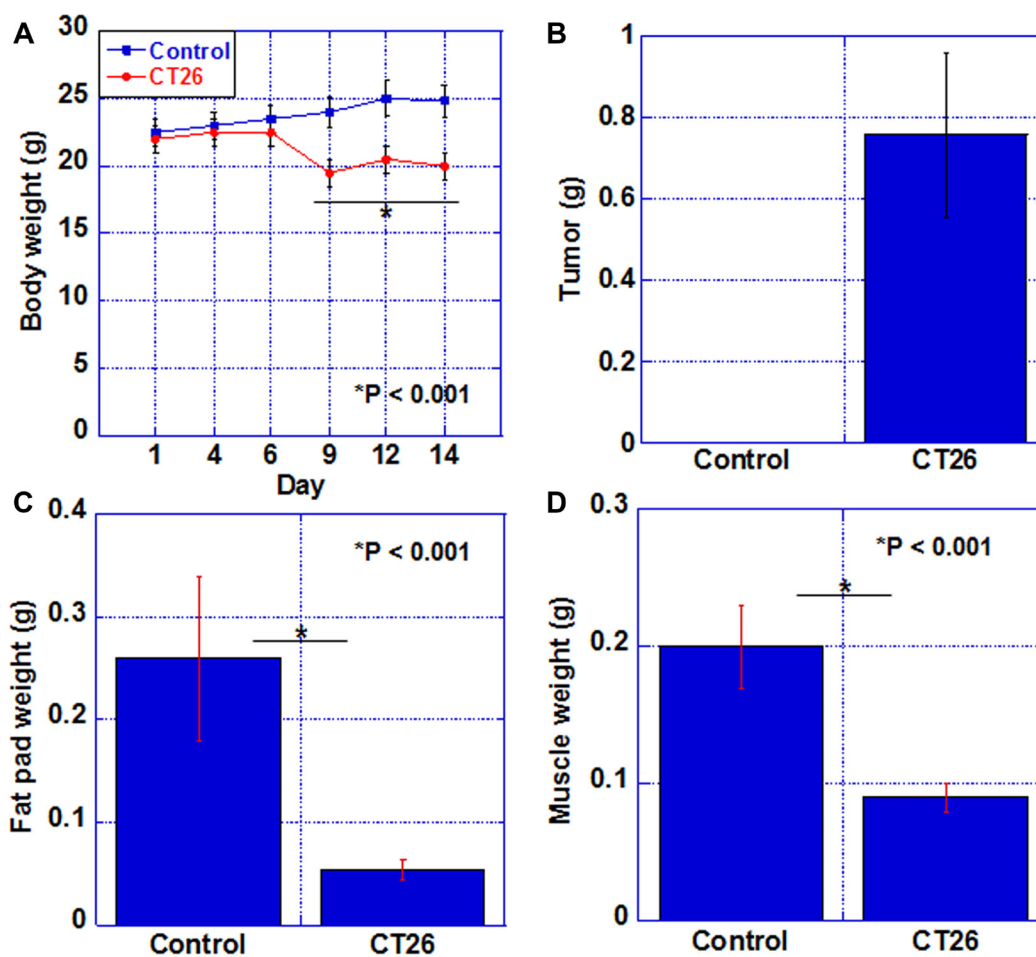 A
Body weight (g)
30
25
20
15
10
5
0
Control
CT26
*
*P < 0.001
1 4 6 9 12 14
Day
B
Tumor (g)
1
0.8
0.6
0.4
0.2
0
Control CT26
C
Fat pad weight (g)
0.4
0.3
0.2
0.1
0
*P < 0.001
*
Control CT26
D
Muscle weight (g)
0.3
0.2
0.1
0
*P < 0.001
*
Control CT26